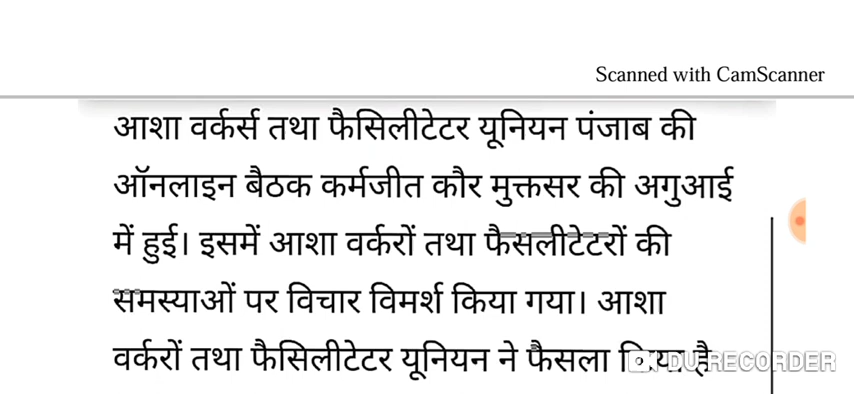 Scanned with CamScanner
आशा वर्कर्स तथा फैसिलीटेटर यूनियन पंजाब की
ऑनलाइन बैठक कर्मजीत कौर मुक्तसर की अगुआई
में हुई। इसमें आशा वर्करों तथा फैसलीटेटरों की
समस्याओं पर विचार विमर्श किया गया। आशा
वर्करों तथा फैसिलीटेटर यूनियन ने फैसला किया है
DU RECORDER